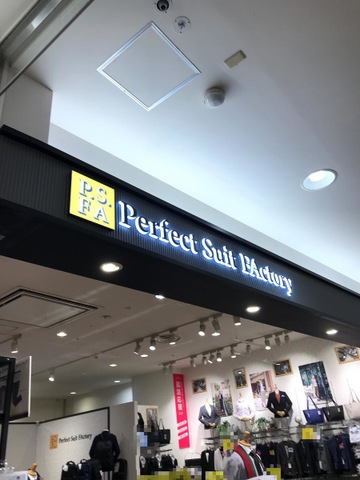 P.S.
FA
Perfect Suit FActory
Perfect Suit FActory